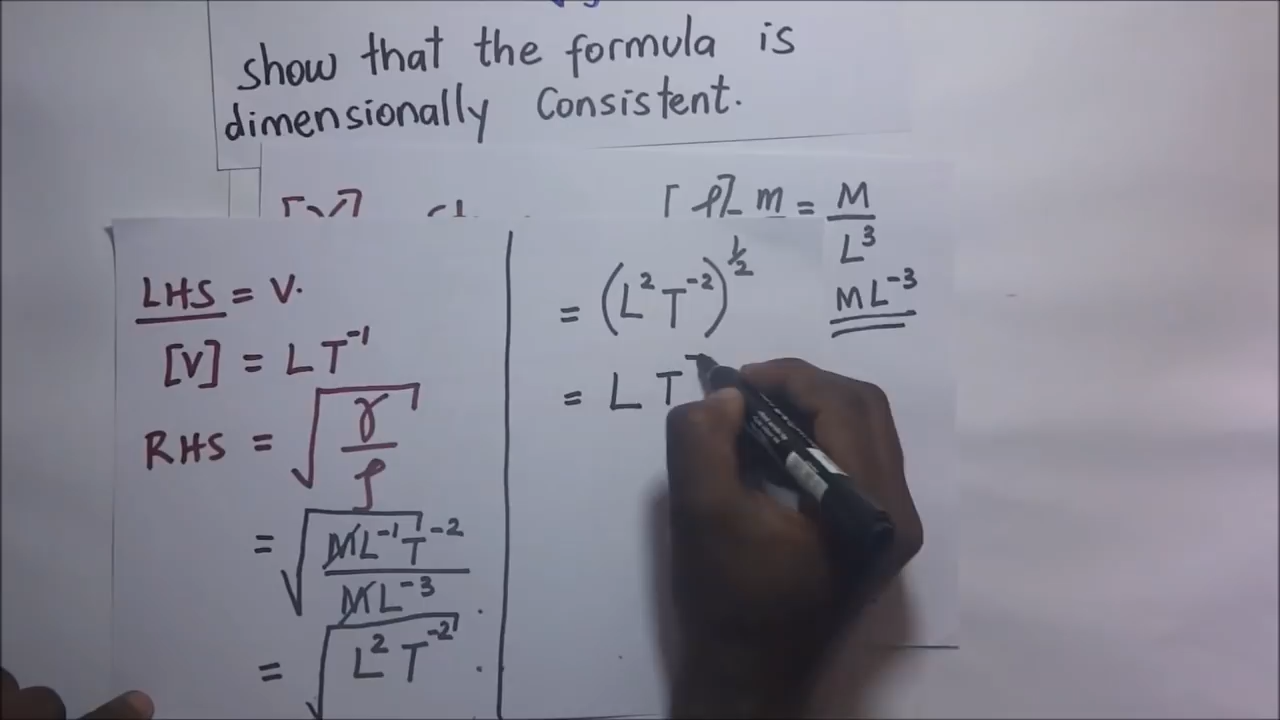 show that the formula is
dimensionally Consistent.
[ρ] = m = M
L³
ML⁻³
LHS = V.
[V] = LT⁻¹
RHS = √(γ
ρ)
= √(ML⁻¹T⁻²
ML⁻³)
= √(L²T⁻²)
= (L²T⁻²)^½
= LT⁻